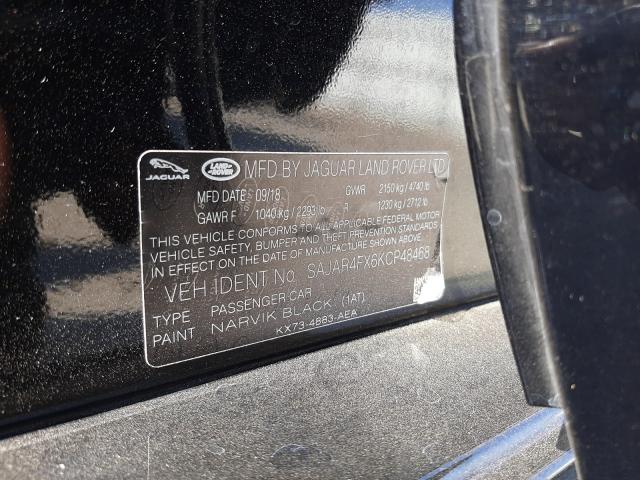 JAGUAR LAND ROVER MFD BY JAGUAR LAND ROVER LTD
MFD DATE 09/18 GVWR 2150 kg / 4740 lb
GAWR F 1040 kg / 2293 lb R 1230 kg / 2712 lb
THIS VEHICLE CONFORMS TO ALL APPLICABLE FEDERAL MOTOR
VEHICLE SAFETY, BUMPER AND THEFT PREVENTION STANDARDS
IN EFFECT ON THE DATE OF MANUFACTURE SHOWN ABOVE
VEH IDENT No. SAJAR4FX6KCP48468
TYPE PASSENGER CAR
PAINT NARVIK BLACK: (1AT)
KX73-4883-AEA